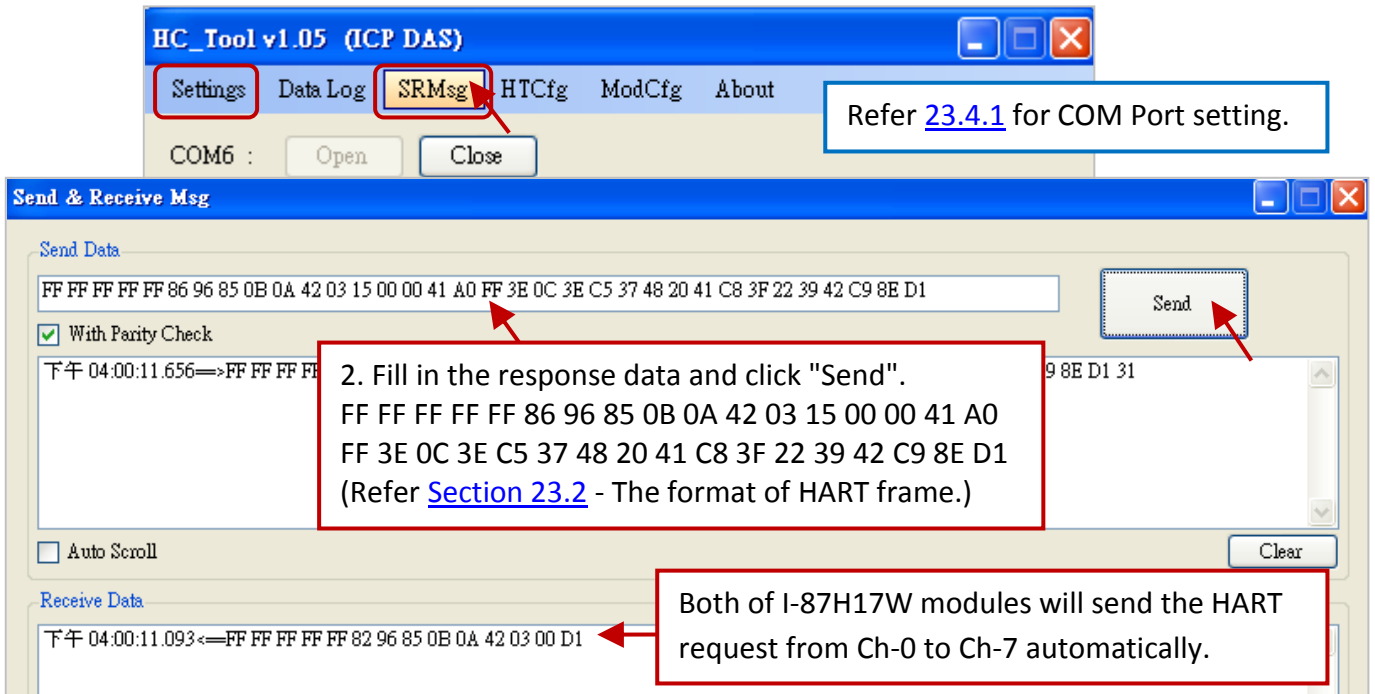 HC_Tool v1.05 (ICP DAS)
Settings Data Log SRMsg HTCfg ModCfg About
Refer 23.4.1 for COM Port setting.
COM6 : Open Close
Send & Receive Msg
Send Data
FF FF FF FF FF 86 96 85 0B 0A 42 03 15 00 00 41 A0 FF 3E 0C 3E C5 37 48 20 41 C8 3F 22 39 42 C9 8E D1
Send
With Parity Check
下午 04:00:11.656==>FF FF FF FF
9 8E D1 31
2. Fill in the response data and click "Send".
FF FF FF FF FF 86 96 85 0B 0A 42 03 15 00 00 41 A0
FF 3E 0C 3E C5 37 48 20 41 C8 3F 22 39 42 C9 8E D1
(Refer Section 23.2 - The format of HART frame.)
Auto Scroll
Clear
Receive Data
下午 04:00:11.093<==FF FF FF FF FF 82 96 85 0B 0A 42 03 00 D1
Both of I-87H17W modules will send the HART
request from Ch-0 to Ch-7 automatically.